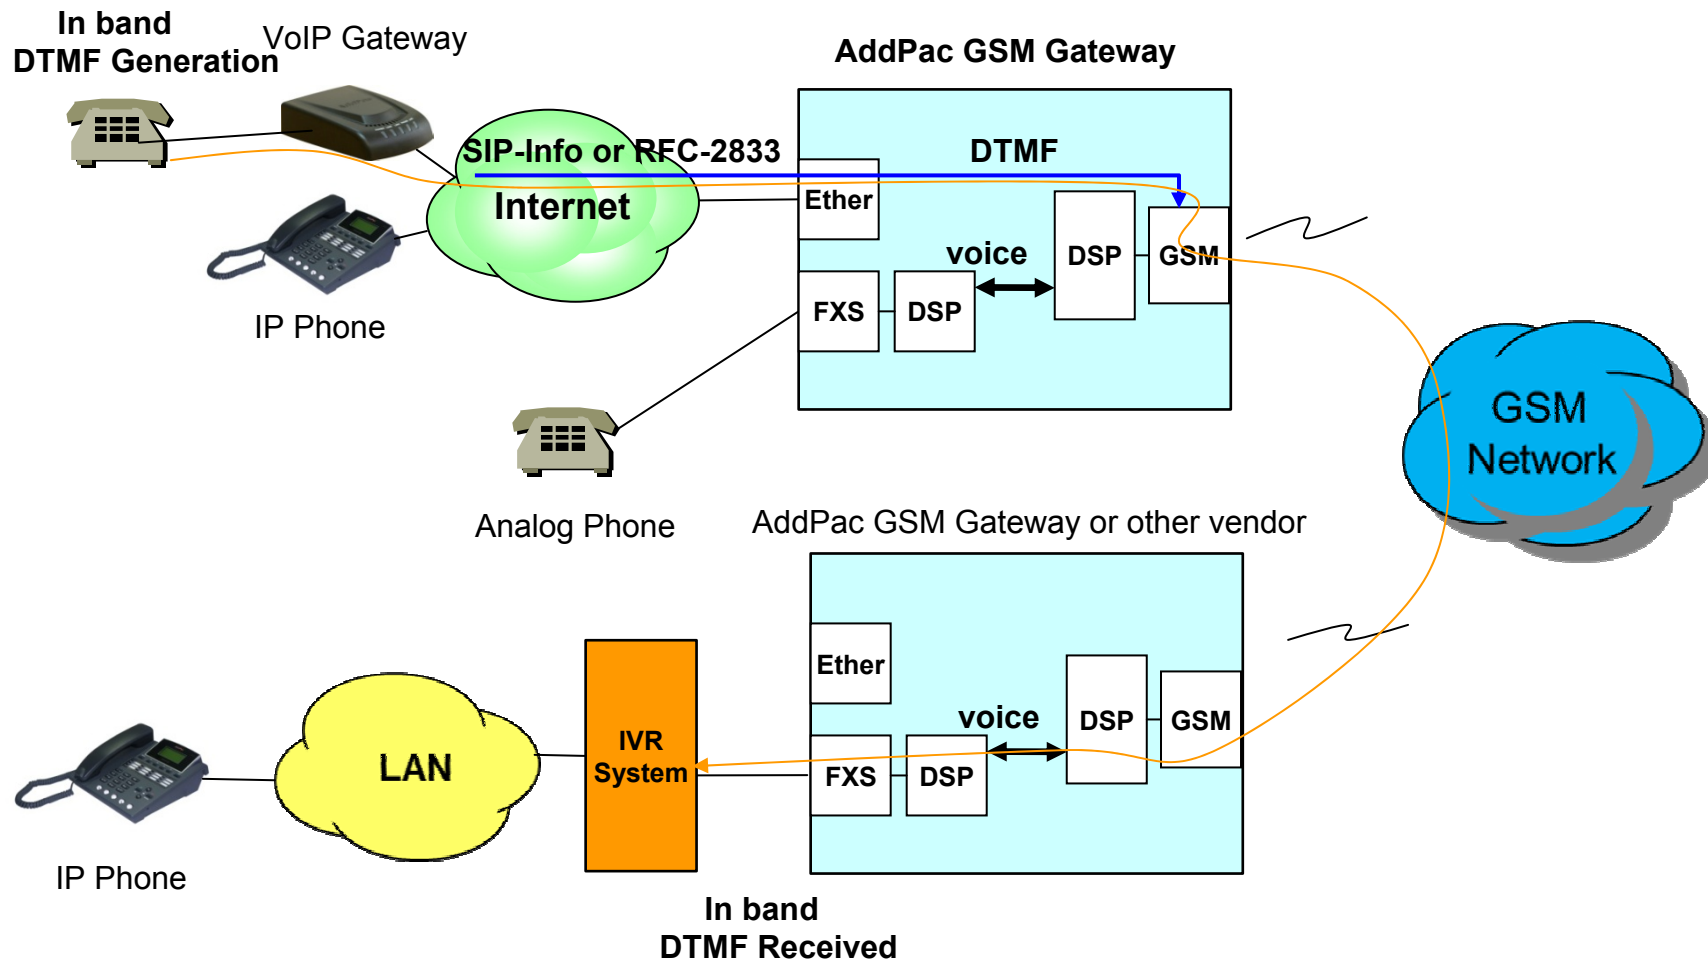 In band
DTMF Generation
VoIP Gateway
AddPac GSM Gateway
SIP-Info or RFC-2833
DTMF
Internet
Ether
voice
DSP
GSM
FXS
DSP
IP Phone
GSM
Network
Analog Phone
AddPac GSM Gateway or other vendor
Ether
voice
DSP
GSM
IVR
System
LAN
FXS
DSP
IP Phone
In band
DTMF Received